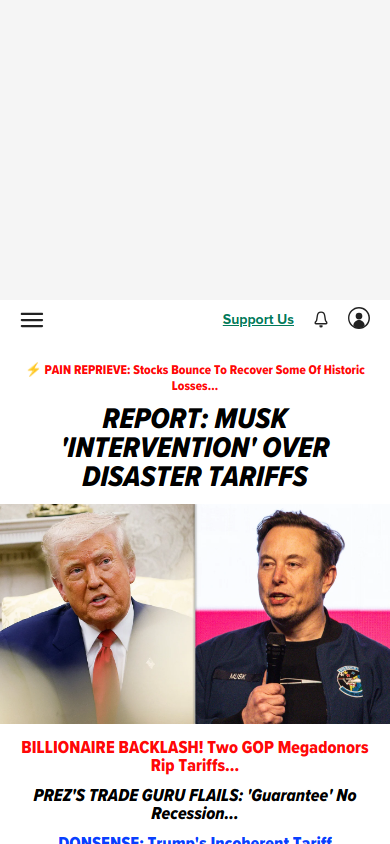 Support Us
⚡ PAIN REPRIEVE: Stocks Bounce To Recover Some Of Historic
Losses...
REPORT: MUSK
'INTERVENTION' OVER
DISASTER TARIFFS
MUSK
BILLIONAIRE BACKLASH! Two GOP Megadonors
Rip Tariffs...
PREZ'S TRADE GURU FLAILS: 'Guarantee' No
Recession...
DONSENSE: Trump's Incoherent Tariff